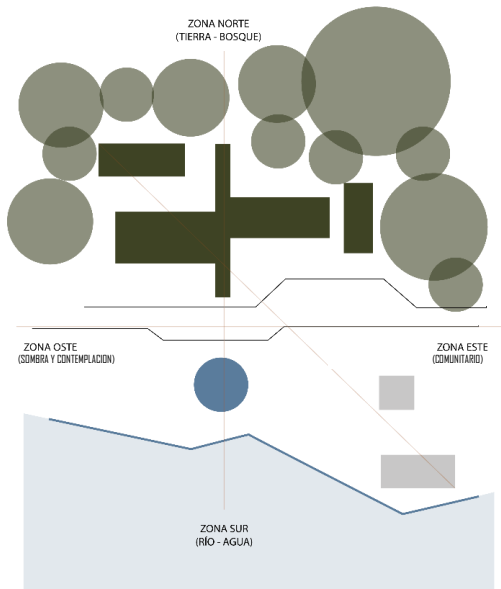 ZONA NORTE
(TIERRA - BOSQUE)
ZONA OSTE
(SOMBRA Y CONTEMPLACION)
ZONA ESTE
(COMUNITARIO)
ZONA SUR
(RÍO - AGUA)